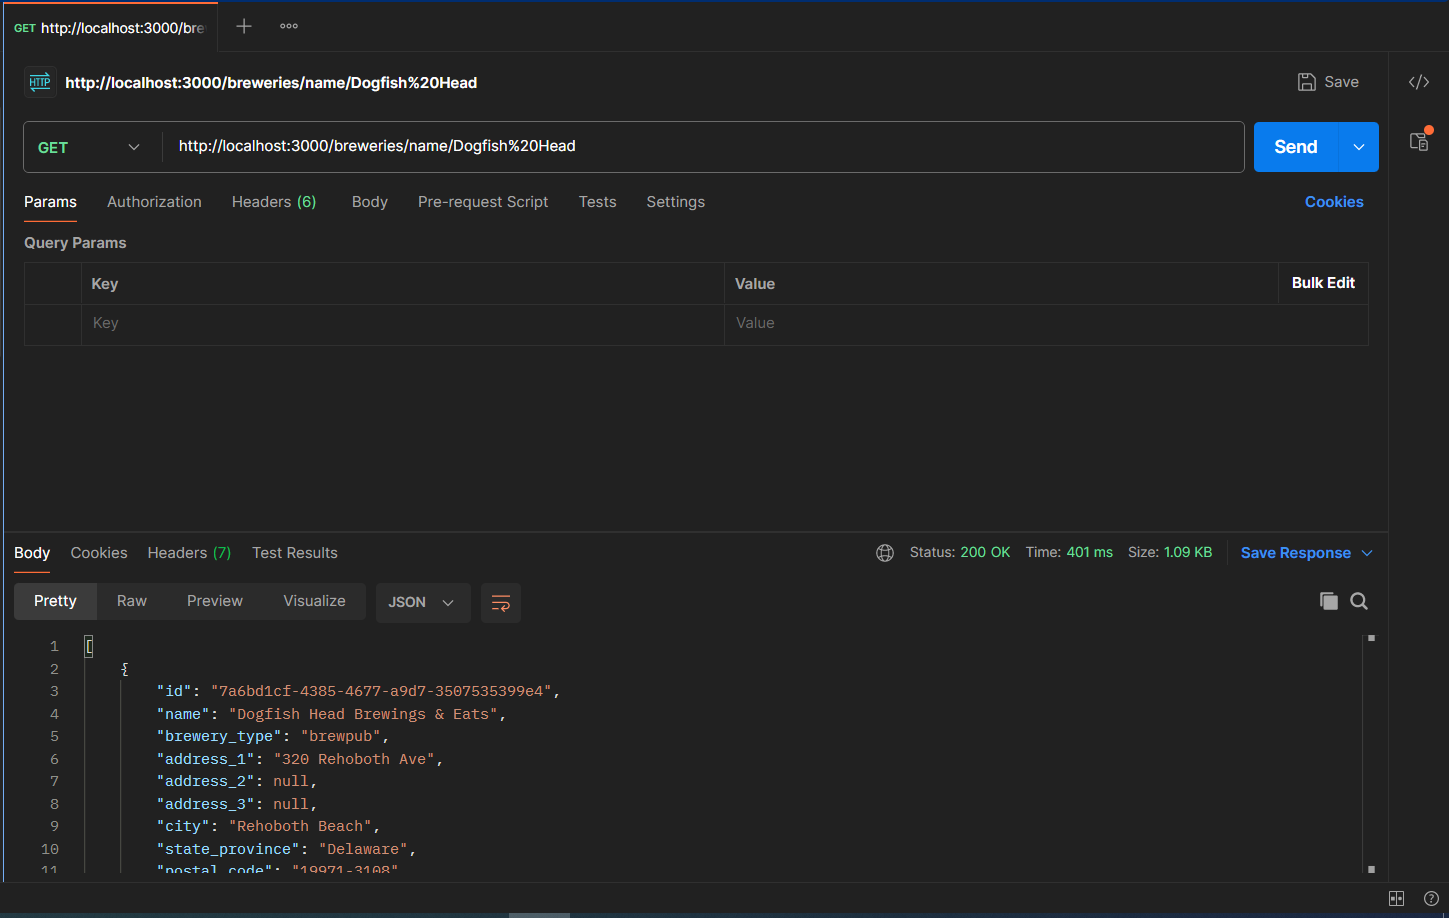 GET http://localhost:3000/bre
HTTP http://localhost:3000/breweries/name/Dogfish%20Head
Save
GET http://localhost:3000/breweries/name/Dogfish%20Head
Send
Params Authorization Headers (6) Body Pre-request Script Tests Settings Cookies
Query Params
Key Value Bulk Edit
Key Value
Body Cookies Headers (7) Test Results Status: 200 OK Time: 401 ms Size: 1.09 KB Save Response
Pretty Raw Preview Visualize JSON
1 [
2 {
3 "id": "7a6bd1cf-4385-4677-a9d7-3507535399e4",
4 "name": "Dogfish Head Brewings & Eats",
5 "brewery_type": "brewpub",
6 "address_1": "320 Rehoboth Ave",
7 "address_2": null,
8 "address_3": null,
9 "city": "Rehoboth Beach",
10 "state_province": "Delaware",
11 "postal_code": "19971-3108"